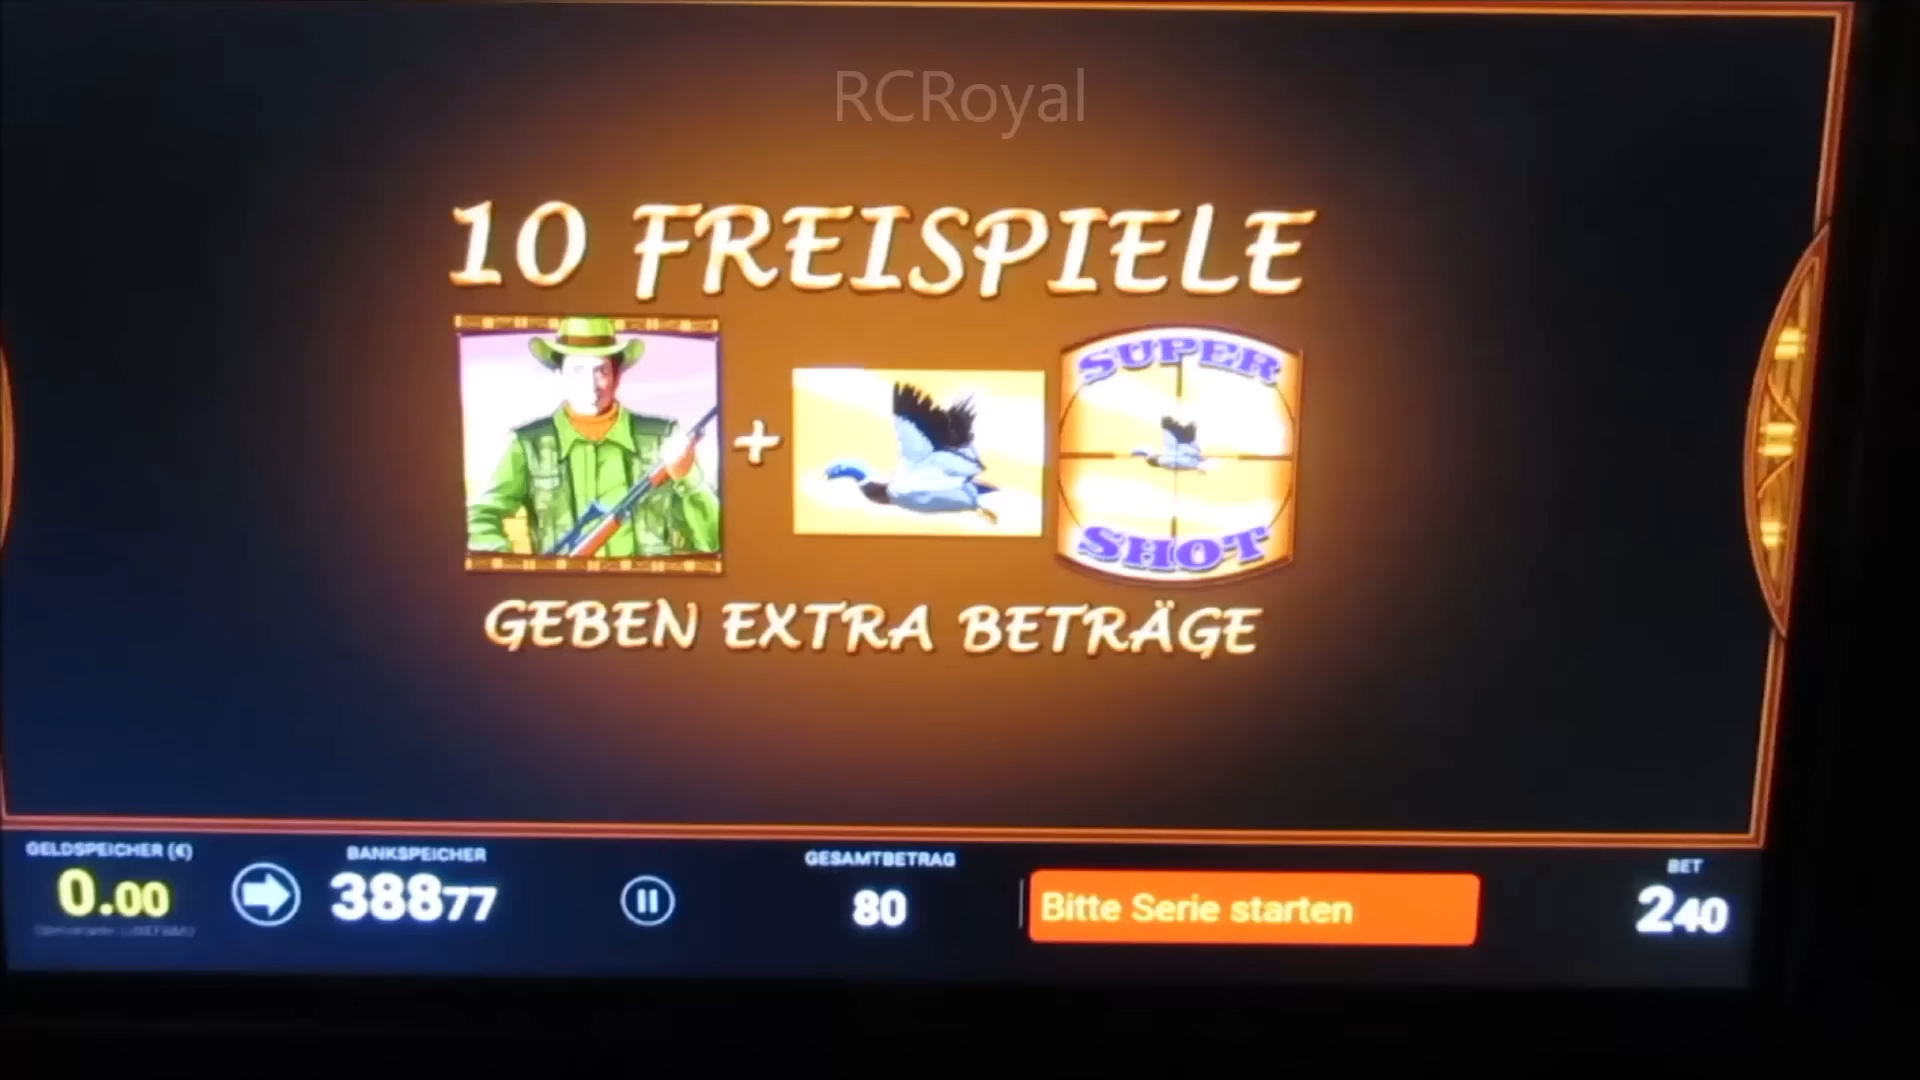 RCRoyal
10 FREISPIELE
+
SUPER
SHOT
GEBEN EXTRA BETRÄGE
GELDSPEICHER (€)
0.00
BANKSPEICHER
38877
GESAMTBETRAG
80
Bitte Serie starten
BET
240